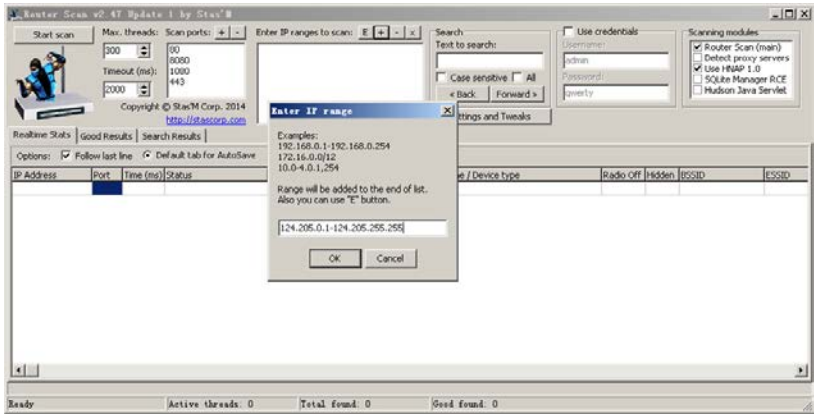 Router Scan v2.47 Update 1 by Stas'M
Start scan
Max. threads:
300
Timeout (ms):
2000
Scan ports: + -
80
8080
1080
443
Copyright © Stas'M Corp. 2014
http://stascorp.com
Enter IP ranges to scan: E + - x
Search
Text to search:
Case sensitive All
< Back Forward >
ttings and Tweaks
Use credentials
Username:
admin
Password:
qwerty
Scanning modules
Router Scan (main)
Detect proxy servers
Use HNAP 1.0
SQLite Manager RCE
Hudson Java Servlet
Realtime Stats Good Results Search Results
Options: Follow last line Default tab for AutoSave
IP Address Port Time (ms) Status e / Device type Radio Off Hidden BSSID ESSID
Enter IP range
Examples:
192.168.0.1-192.168.0.254
172.16.0.0/12
10.0-4.0.1,254
Range will be added to the end of list.
Also you can use "E" button.
124.205.0.1-124.205.255.255
OK Cancel
Ready Active threads: 0 Total found: 0 Good found: 0